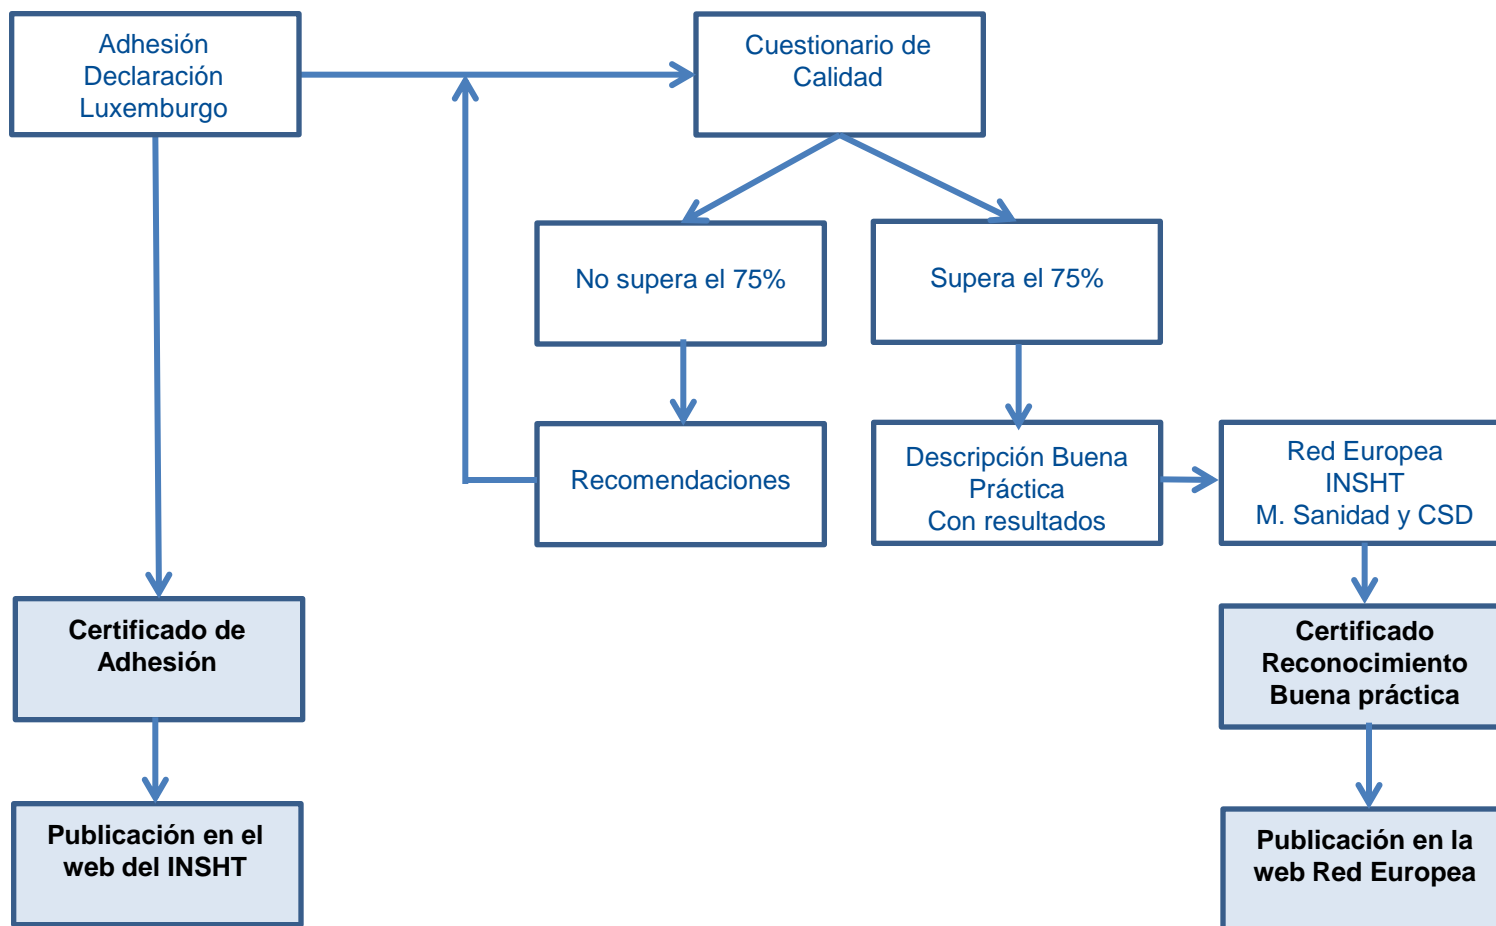 Adhesión
Declaración
Luxemburgo
Cuestionario de
Calidad
No supera el 75%
Supera el 75%
Recomendaciones
Descripción Buena
Práctica
Con resultados
Red Europea
INSHT
M. Sanidad y CSD
Certificado de
Adhesión
Certificado
Reconocimiento
Buena práctica
Publicación en el
web del INSHT
Publicación en la
web Red Europea